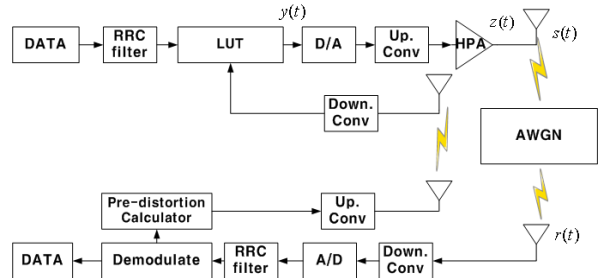 y(t)
z(t)
DATA
RRC
filter
LUT
D/A
Up.
Conv
HPA
s(t)
Down.
Conv
AWGN
Pre-distortion
Calculator
Up.
Conv
r(t)
DATA
Demodulate
RRC
filter
A/D
Down.
Conv